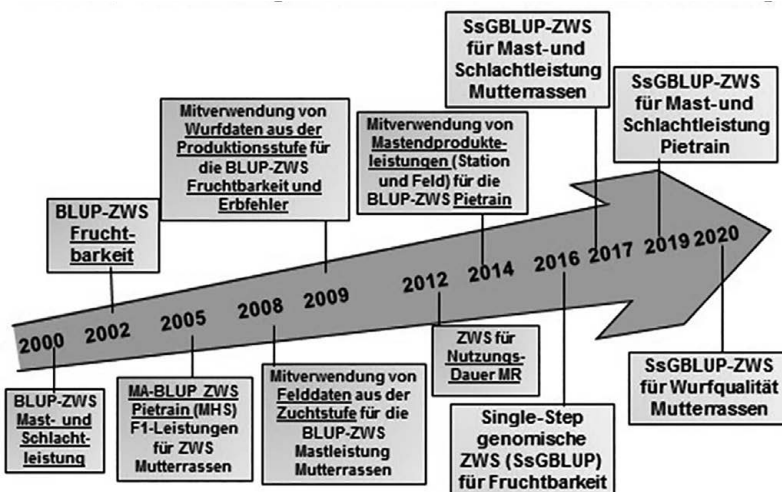 SsGBLUP-ZWS
für Mast-und
Schlachtleistung
Mutterrassen
SsGBLUP-ZWS
für Mast-und
Schlachtleistung
Pietrain
Mitverwendung von
Wurfdaten aus der
Produktionsstufe für
die BLUP-ZWS
Fruchtbarkeit und
Erbfehler
Mitverwendung von
Mastendprodukte-
leistungen (Station
und Feld) für die
BLUP-ZWS Pietrain
BLUP-ZWS
Frucht-
barkeit
2000 2002 2005 2008 2009 2012 2014 2016 2017 2019 2020
BLUP-ZWS
Mast- und
Schlacht-
leistung
MA-BLUP ZWS
Pietrain (MHS)
F1-Leistungen
für ZWS
Mutterrassen
Mitverwendung von
Felddaten aus der
Zuchtstufe für die
BLUP-ZWS
Mastleistung
Mutterrassen
ZWS für
Nutzungs-
Dauer MR
Single-Step
genomische
ZWS (SsGBLUP)
für Fruchtbarkeit
SsGBLUP-ZWS
für Wurfqualität
Mutterrassen